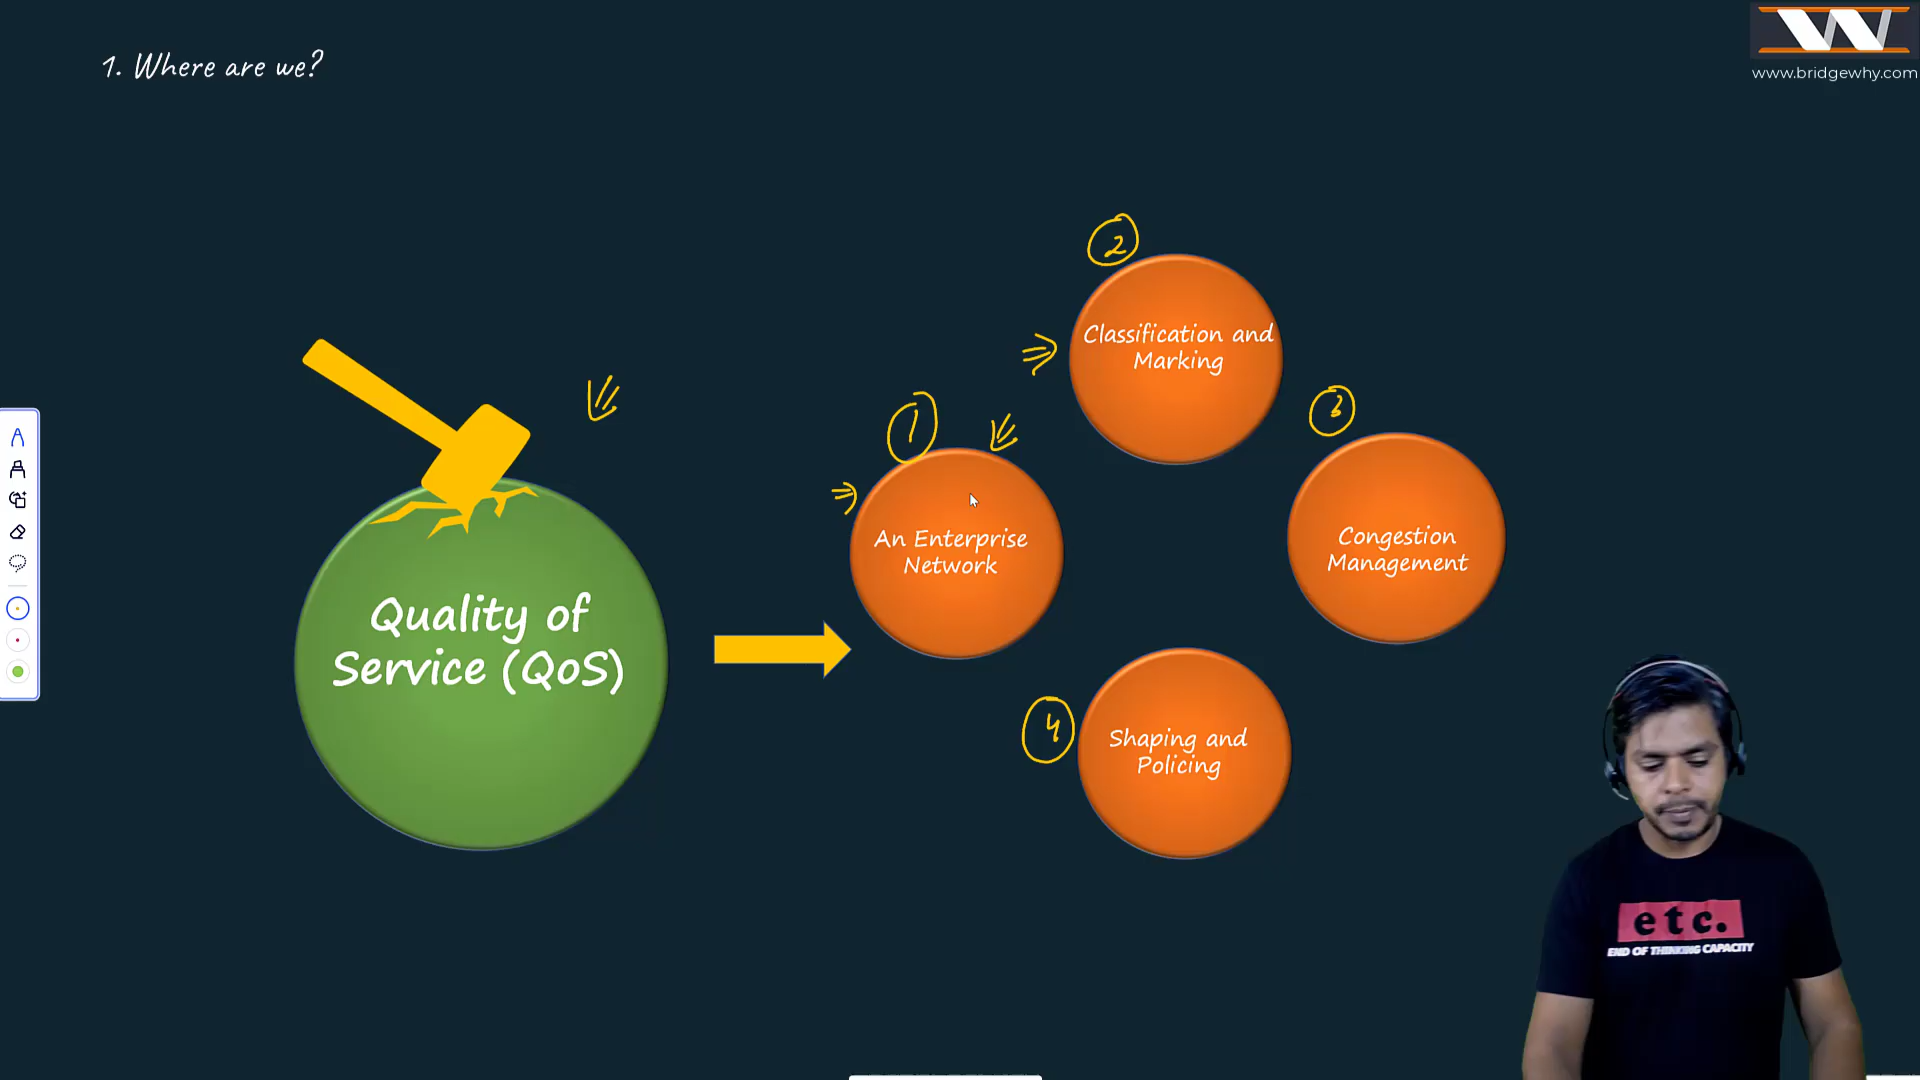 1. Where are we?
www.bridgewhy.com
2
Classification and
Marking
3
1
An Enterprise
Network
Congestion
Management
Quality of
Service (QoS)
4
Shaping and
Policing
etc.
END OF THINKING CAPACITY